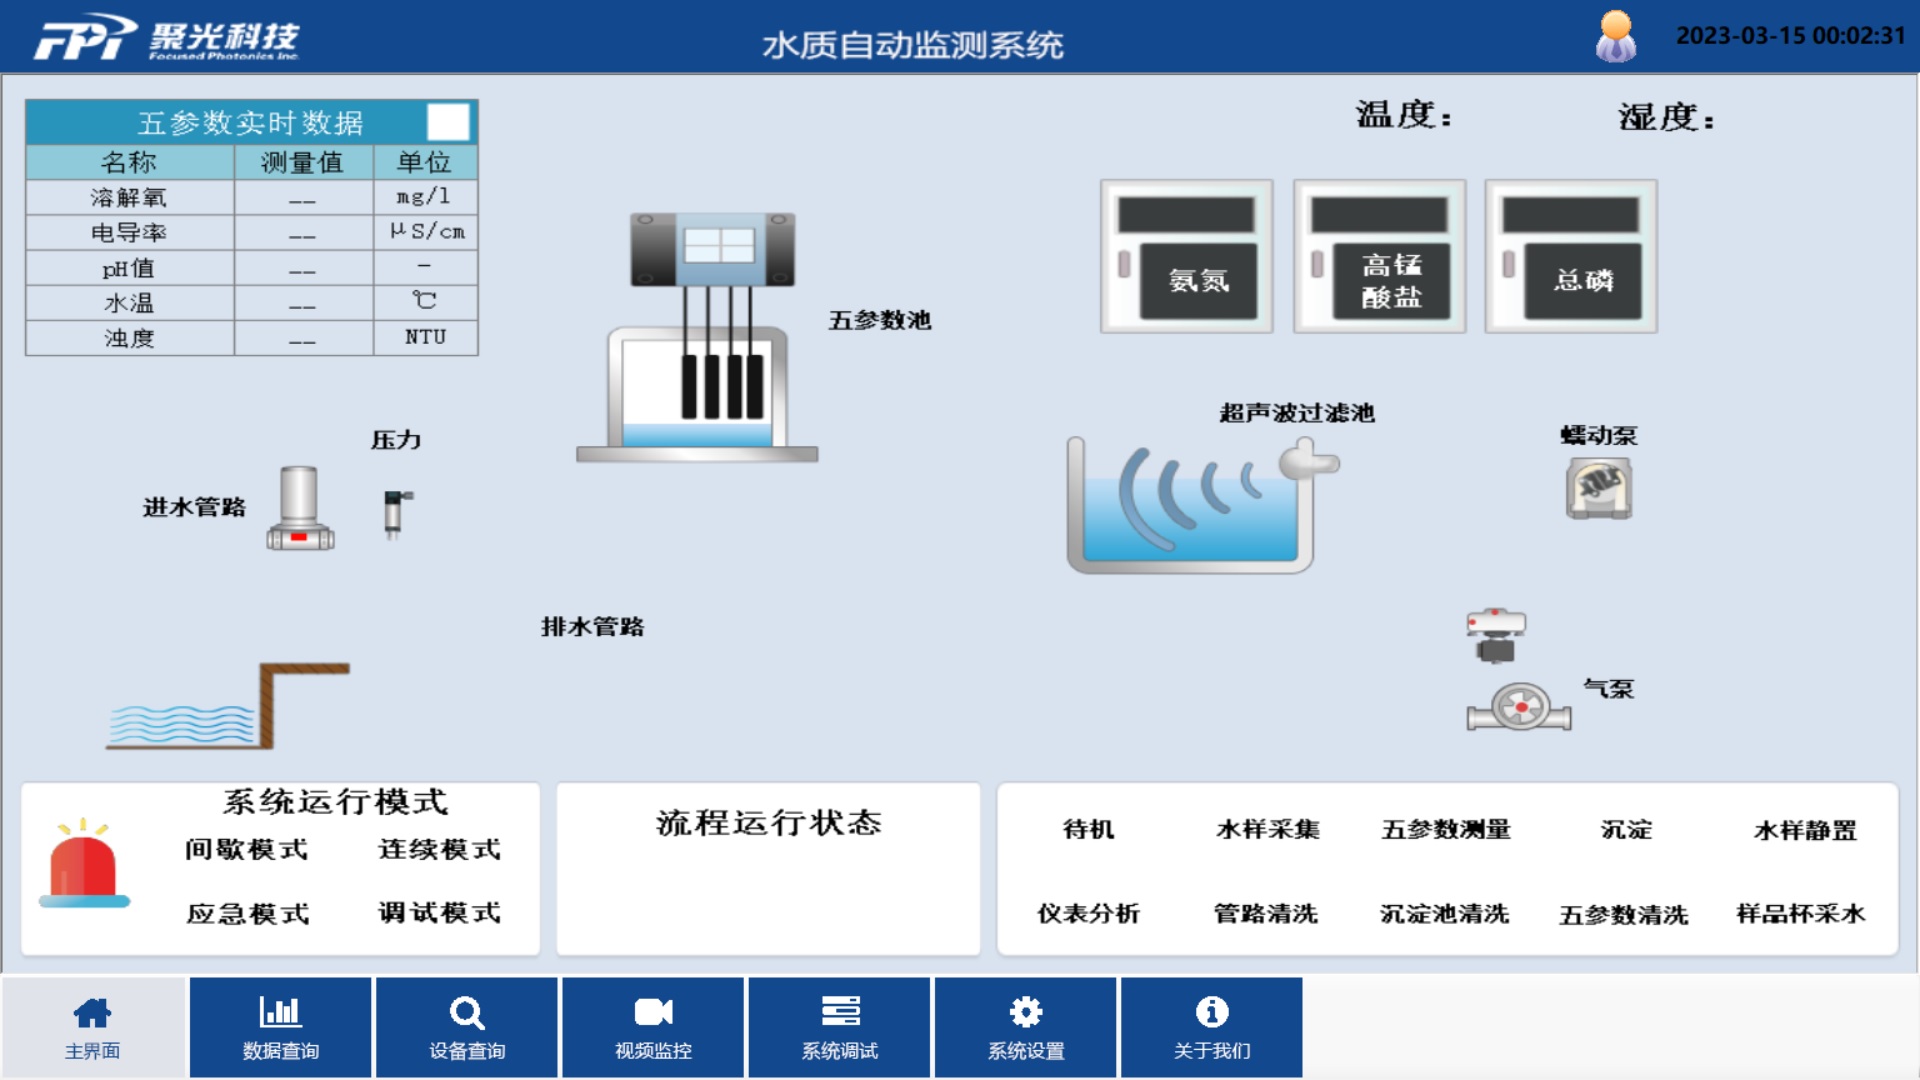 FPI 聚光科技
Focused Photonics Inc.
水质自动监测系统
2023-03-15 00:02:31
五参数实时数据
名称 测量值 单位
溶解氧 -- mg/l
电导率 -- μS/cm
pH值 -- -
水温 -- ℃
浊度 -- NTU
温度：
湿度：
五参数池
氨氮
高锰
酸盐
总磷
超声波过滤池
蠕动泵
压力
进水管路
排水管路
气泵
系统运行模式
间歇模式 连续模式
应急模式 调试模式
流程运行状态
待机 水样采集 五参数测量 沉淀 水样静置
仪表分析 管路清洗 沉淀池清洗 五参数清洗 样品杯采水
主界面 数据查询 设备查询 视频监控 系统调试 系统设置 关于我们